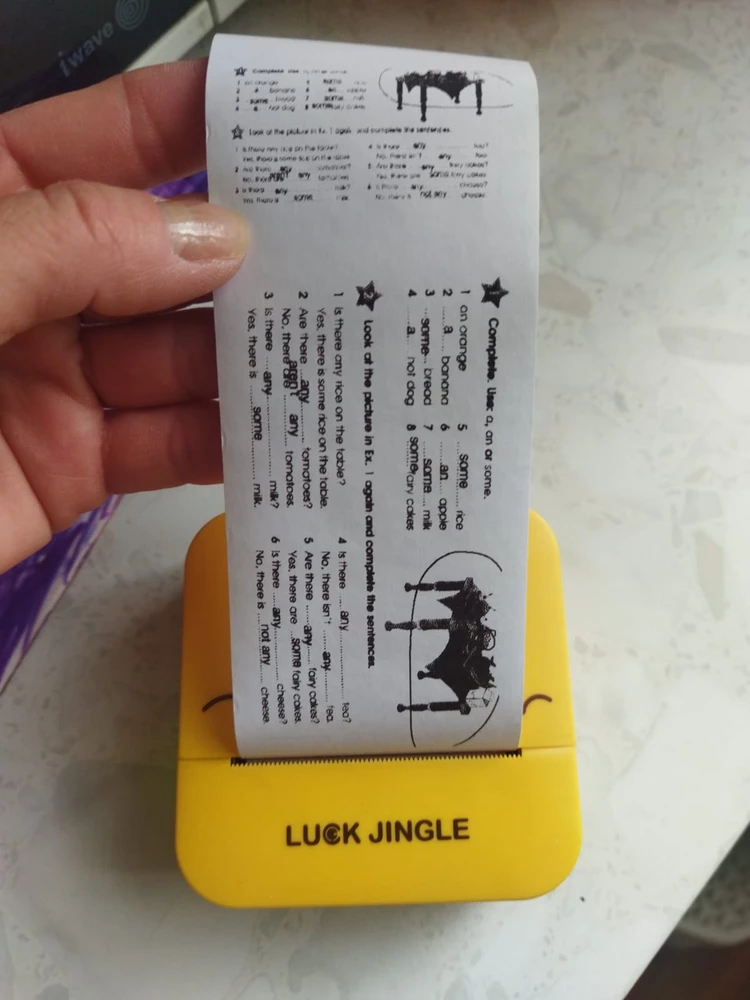 iwave
Complete. Use: a, an or some.
1 an orange
2 ......a..... banana
3 ...some... bread
4 ......a...... hot dog
5 .....some..... rice
6 ......an...... apple
7 ....some.... milk
8 some fairy cakes
2 Look at the picture in Ex. 1 again and complete the sentences.
1 Is there any rice on the table?
Yes, there is some rice on the table.
2 Are there ....any.......... tomatoes?
No, there are aren't any tomatoes.
3 Is there ....any.................. milk?
Yes, there is ......some............ milk.
4 Is there ....any................ tea?
No, there isn't ......any........ tea.
5 Are there ......any....... fairy cakes?
Yes, there are ...some fairy cakes.
6 Is there ....any.............. cheese?
No, there is ...not any..... cheese.
LUCK JINGLE